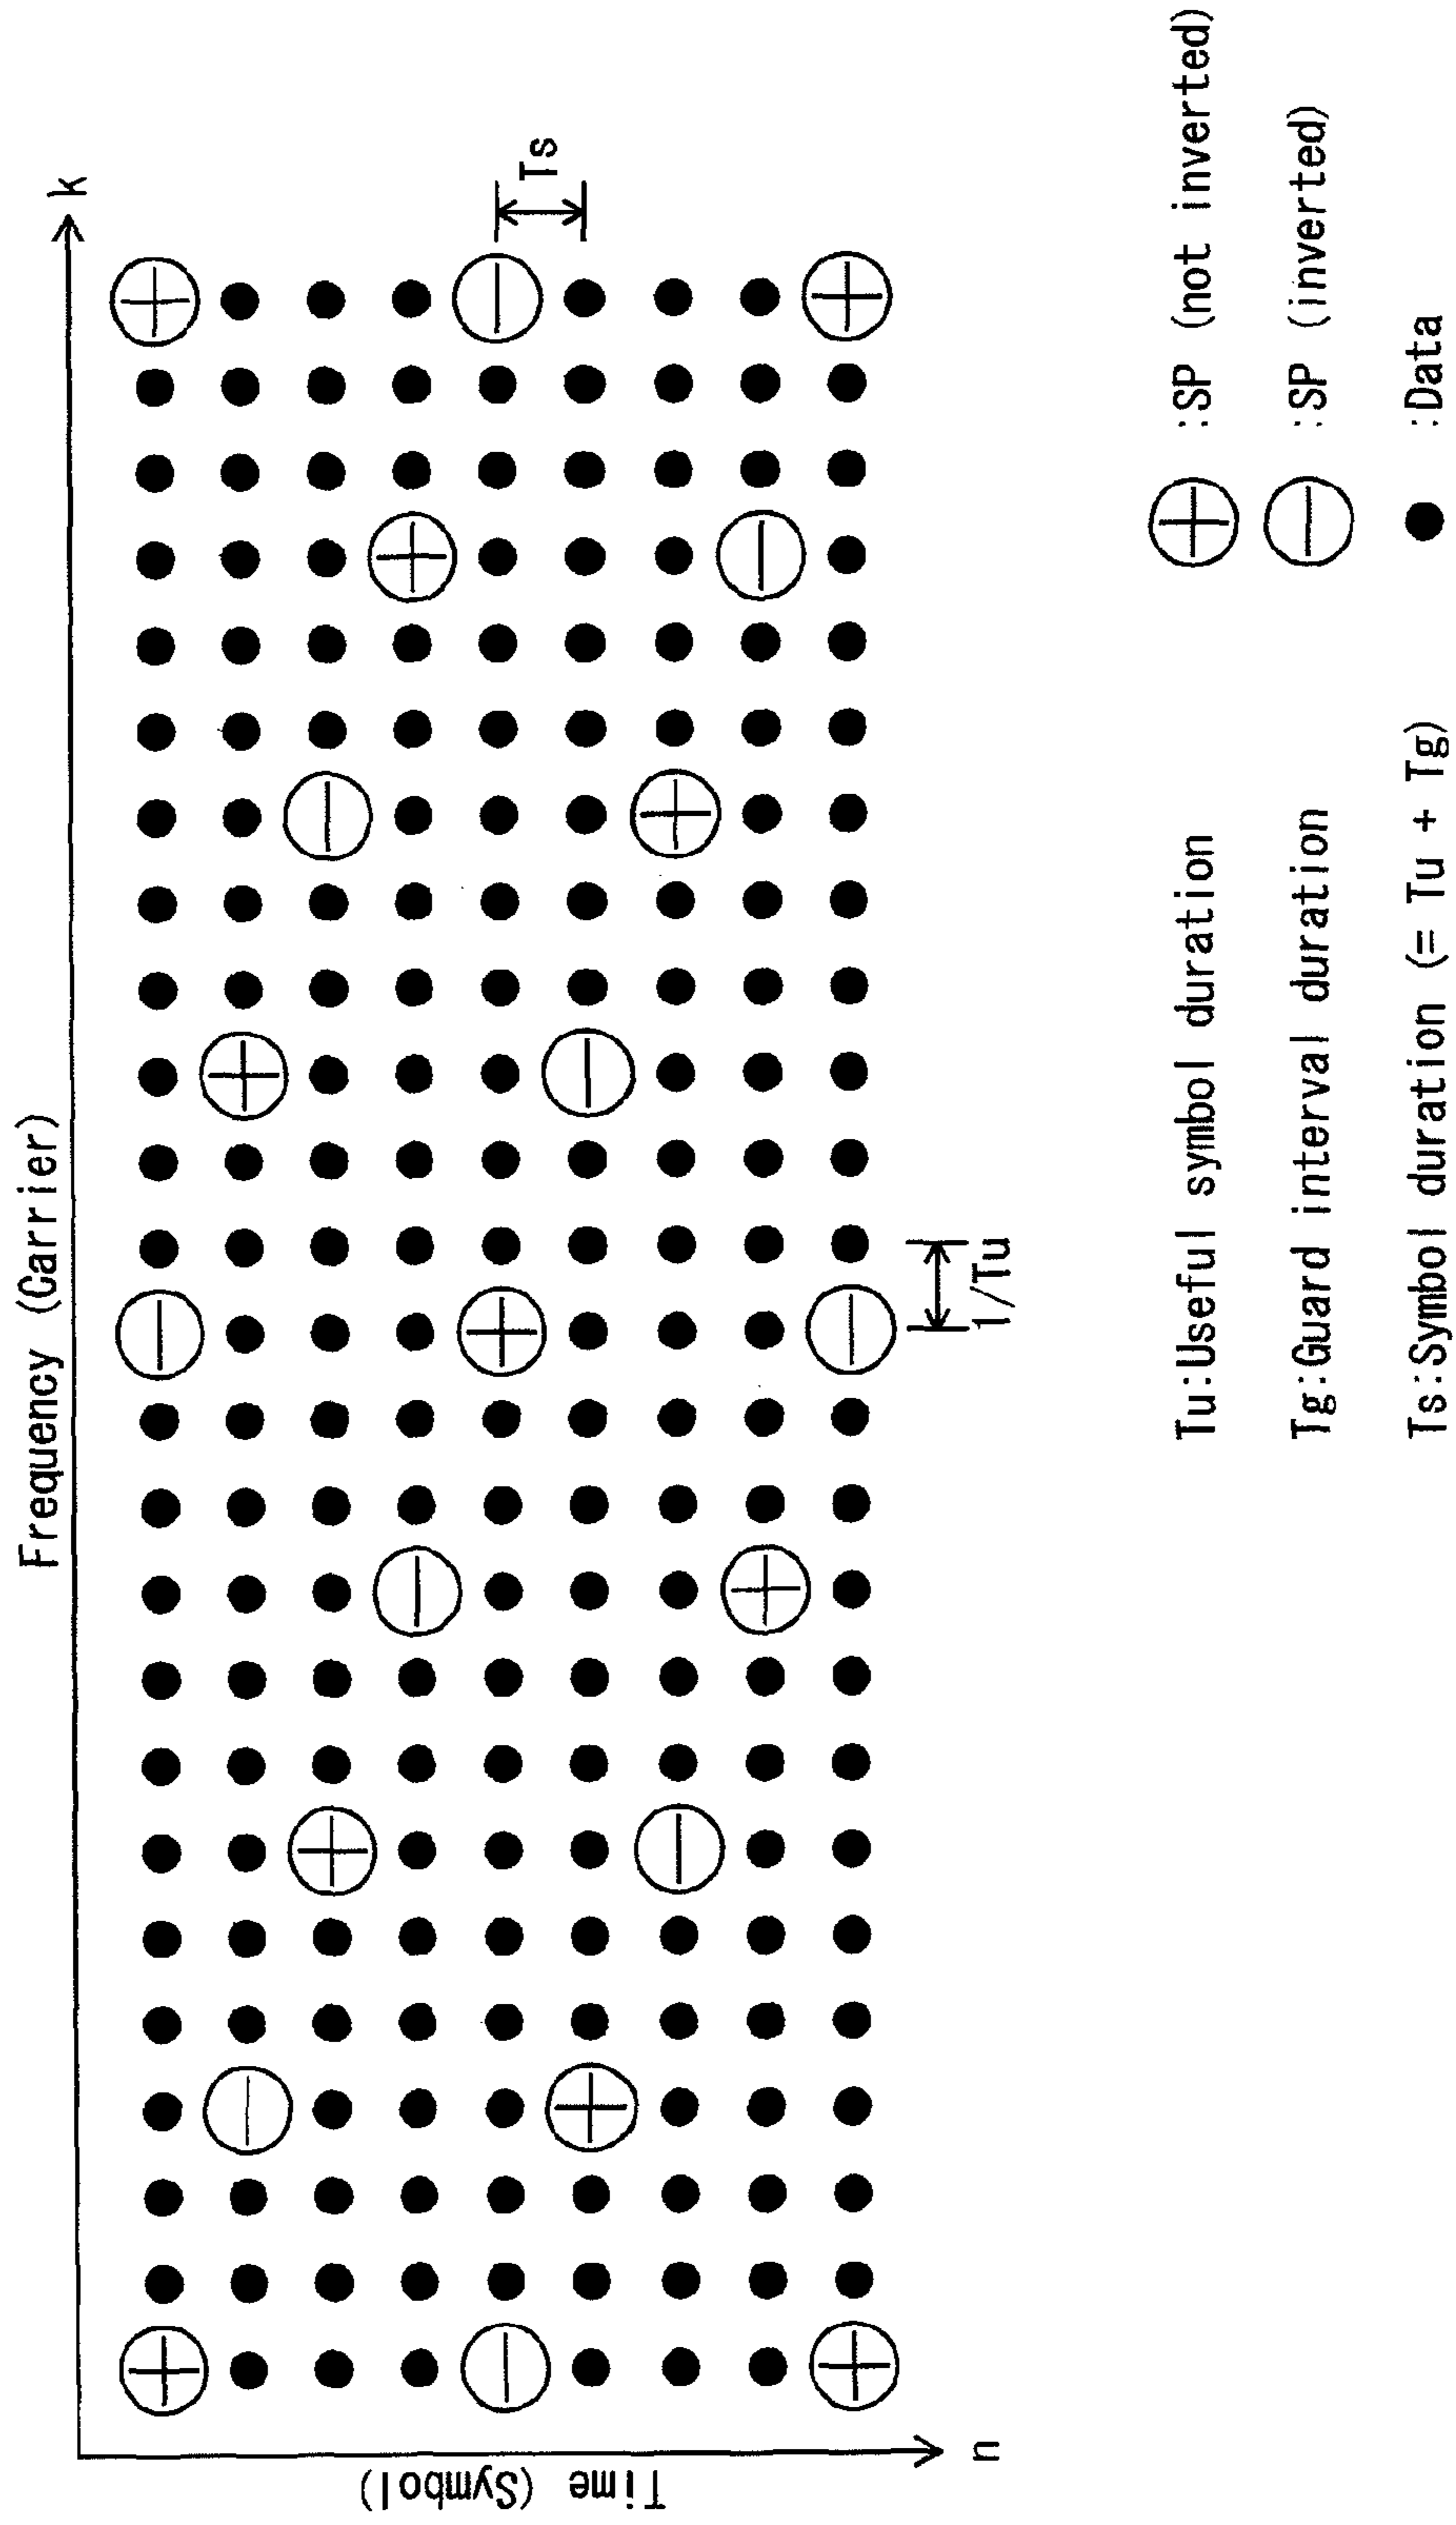 Frequency (Carrier)
k
Time (Symbol)
n
Ts
1/Tu
Tu:Useful symbol duration
Tg:Guard interval duration
Ts:Symbol duration (= Tu + Tg)
:SP (not inverted)
:SP (inverted)
:Data